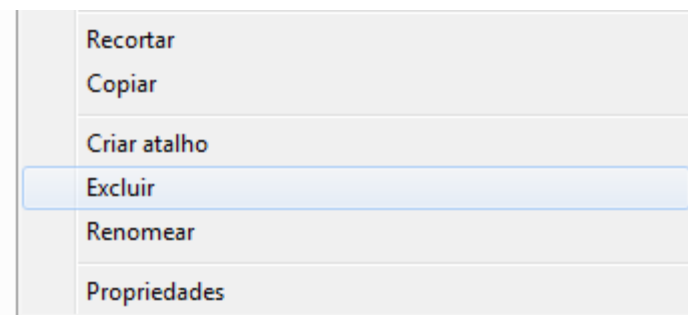 Recortar
Copiar
Criar atalho
Excluir
Renomear
Propriedades